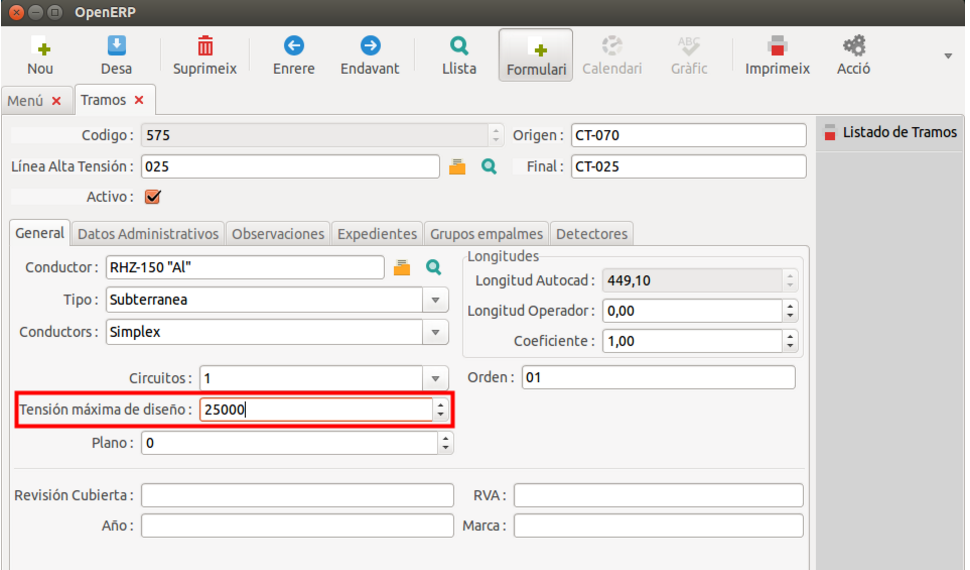 OpenERP
Nou Desa Suprimeix Enrere Endavant Llista Formulari Calendari Gràfic Imprimeix Acció
Menú Tramos
Codigo : 575 Origen : CT-070 Listado de Tramos
Línea Alta Tensión : 025 Final : CT-025
Activo :
General Datos Administrativos Observaciones Expedientes Grupos empalmes Detectores
Longitudes
Conductor : RHZ-150 "Al" Longitud Autocad : 449,10
Tipo : Subterranea Longitud Operador : 0,00
Conductors : Simplex Coeficiente : 1,00
Circuitos : 1 Orden : 01
Tensión máxima de diseño : 25000
Plano : 0
Revisión Cubierta : RVA :
Año : Marca :